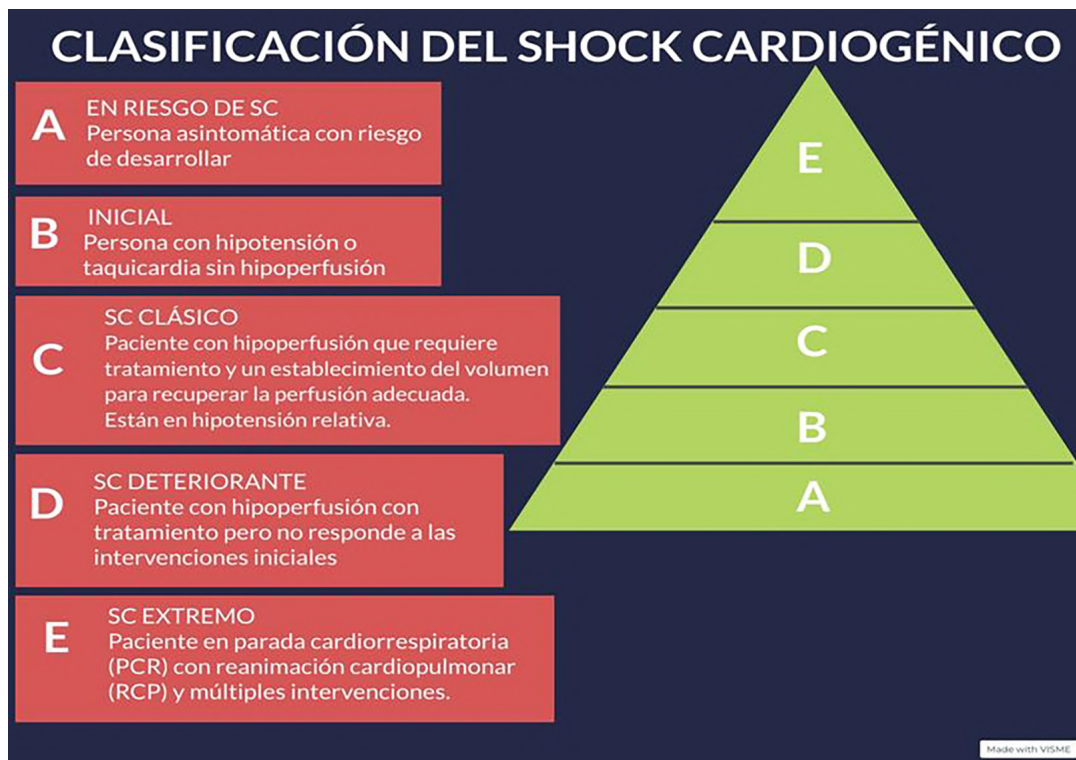 CLASIFICACIÓN DEL SHOCK CARDIOGÉNICO
A
EN RIESGO DE SC
Persona asintomática con riesgo
de desarrollar
B
INICIAL
Persona con hipotensión o
taquicardia sin hipoperfusión
C
SC CLÁSICO
Paciente con hipoperfusión que requiere
tratamiento y un establecimiento del volumen
para recuperar la perfusión adecuada.
Están en hipotensión relativa.
D
SC DETERIORANTE
Paciente con hipoperfusión con
tratamiento pero no responde a las
intervenciones iniciales
E
SC EXTREMO
Paciente en parada cardiorrespiratoria
(PCR) con reanimación cardiopulmonar
(RCP) y múltiples intervenciones.
E
D
C
B
A
Made with VISME